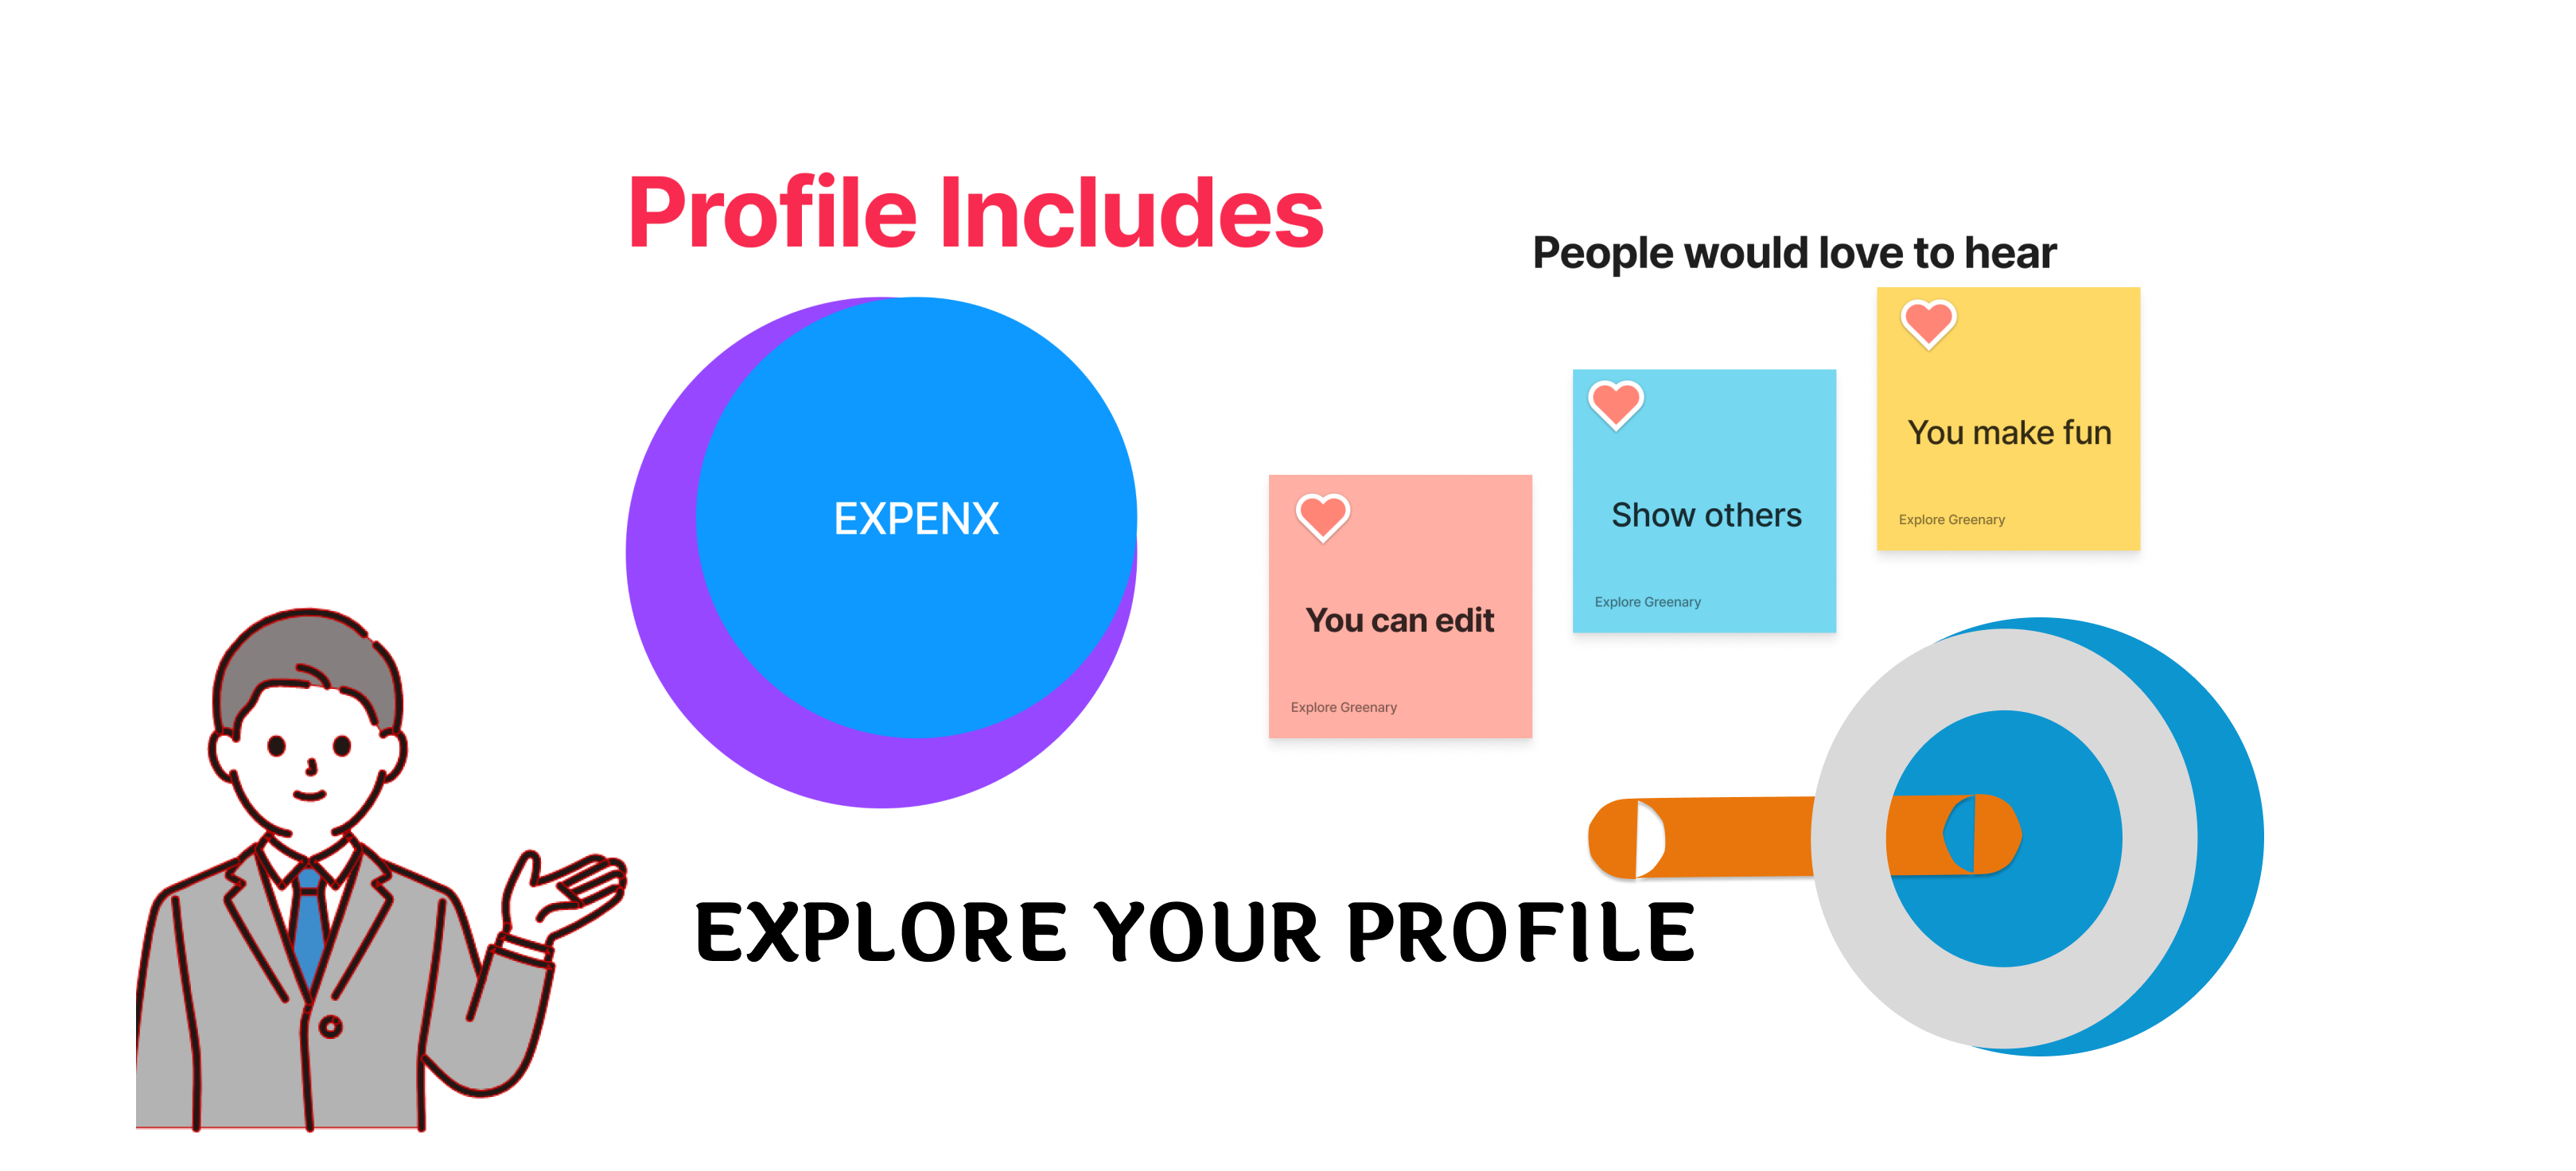 Profile Includes
People would love to hear
EXPENX
You can edit
Explore Greenary
Show others
Explore Greenary
You make fun
Explore Greenary
EXPLORE YOUR PROFILE